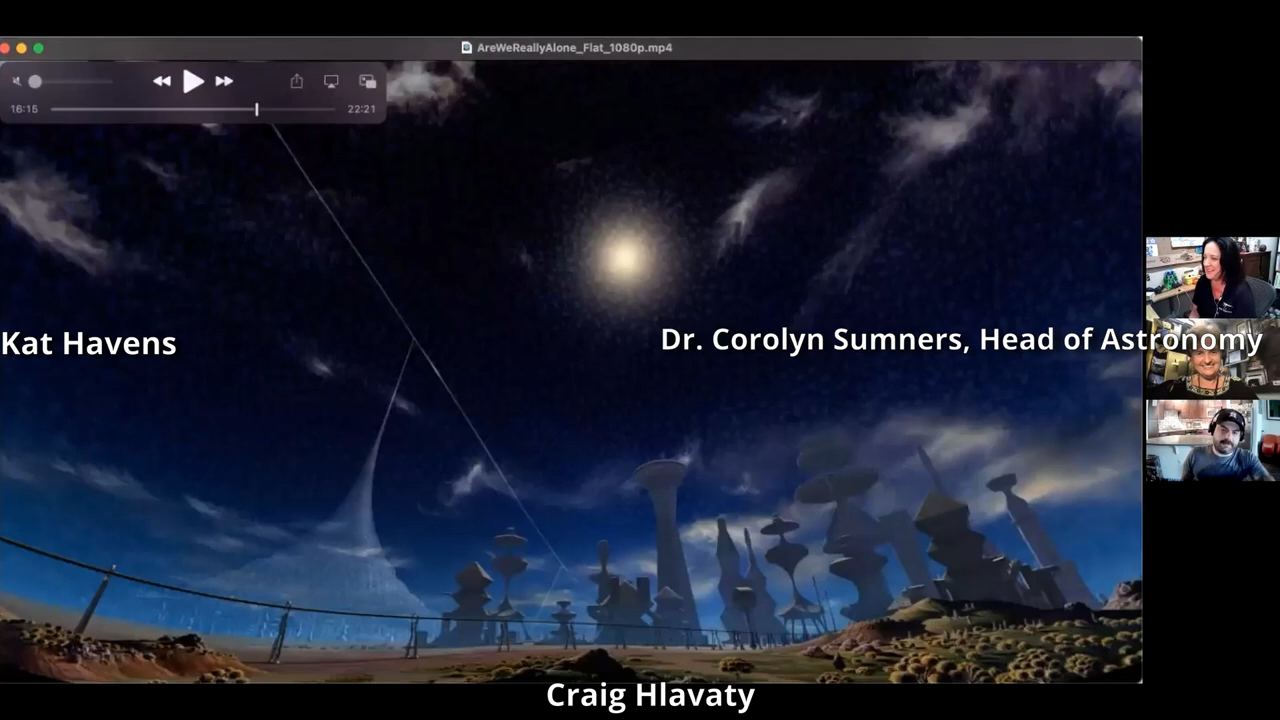 AreWeReallyAlone_Flat_1080p.mp4
16:15
22:21
Kat Havens
Dr. Corolyn Sumners, Head of Astronomy
Craig Hlavaty